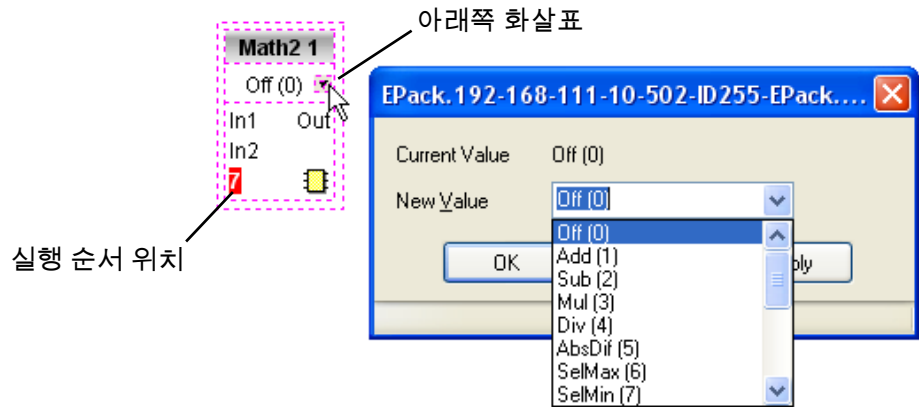 아래쪽 화살표
Math2 1
Off (0)
In1 Out
In2
7
실행 순서 위치
EPack.192-168-111-10-502-ID255-EPack....
Current Value Off (0)
New Value Off (0)
Off (0)
Add (1)
Sub (2)
Mul (3)
Div (4)
AbsDif (5)
SelMax (6)
SelMin (7)
OK